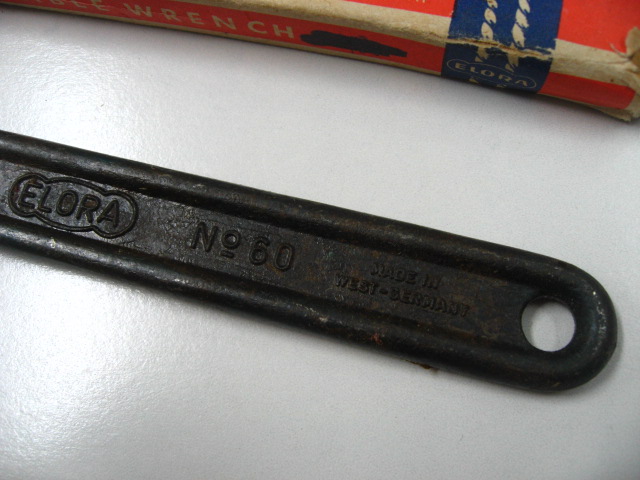 WRENCH
ELORA
ELORA
No 60
MADE IN
WEST-GERMANY